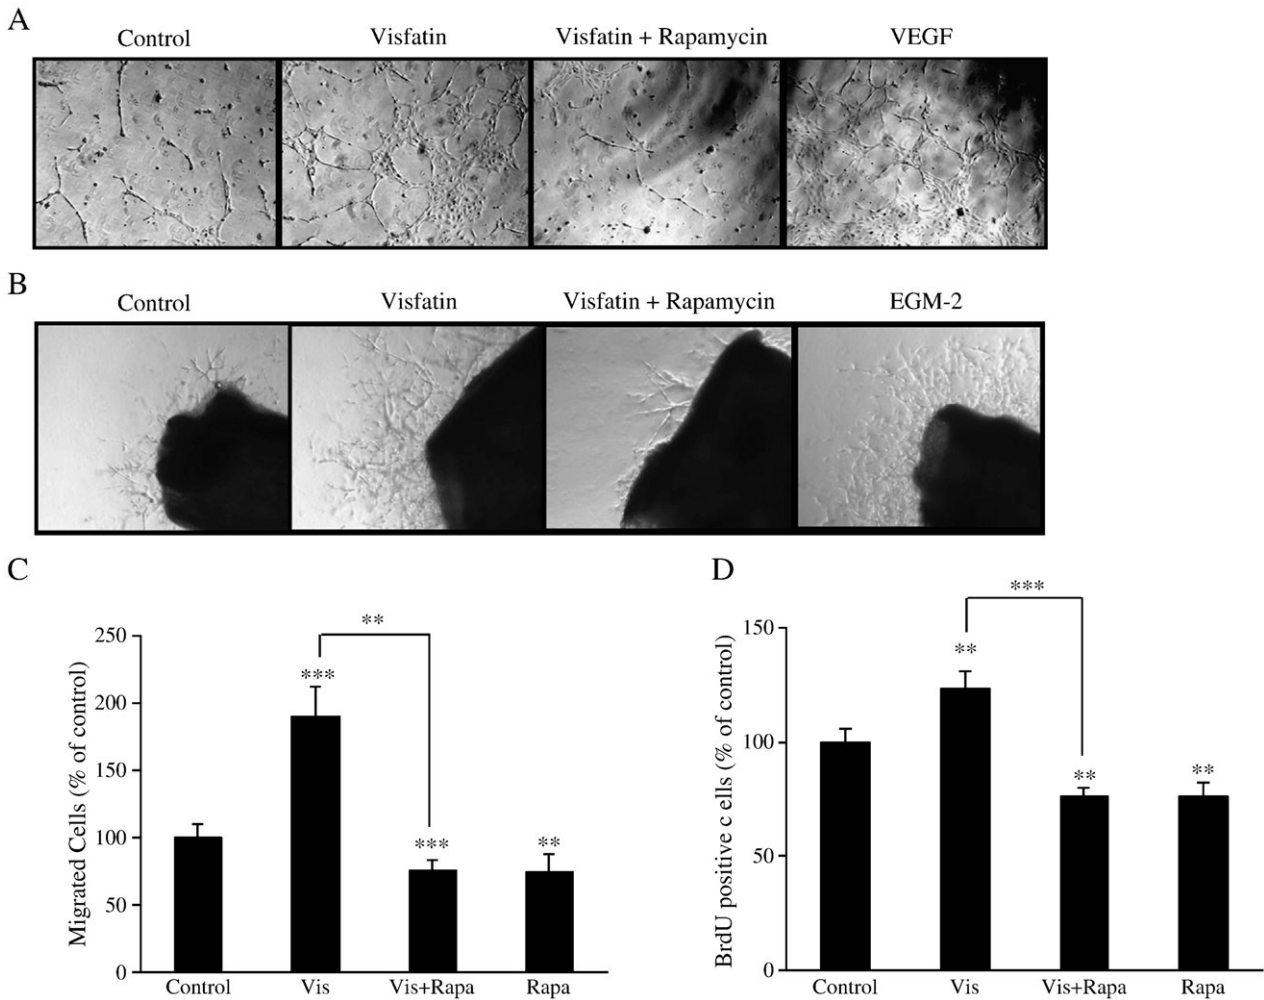 A
Control Visfatin Visfatin + Rapamycin VEGF
B
Control Visfatin Visfatin + Rapamycin EGM-2
C
Migrated Cells (% of control)
250
200
150
100
50
0
**
***
***
**
Control Vis Vis+Rapa Rapa
D
BrdU positive c ells (% of control)
150
100
50
0
***
**
**
**
Control Vis Vis+Rapa Rapa